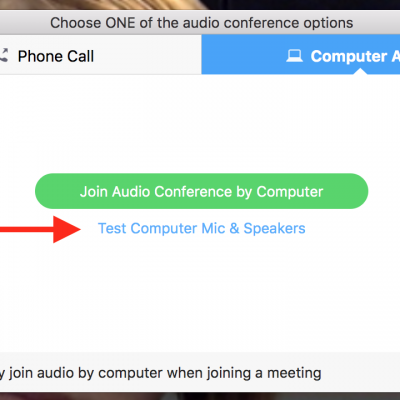 Choose ONE of the audio conference options
Phone Call
Computer A
Join Audio Conference by Computer
Test Computer Mic & Speakers
y join audio by computer when joining a meeting